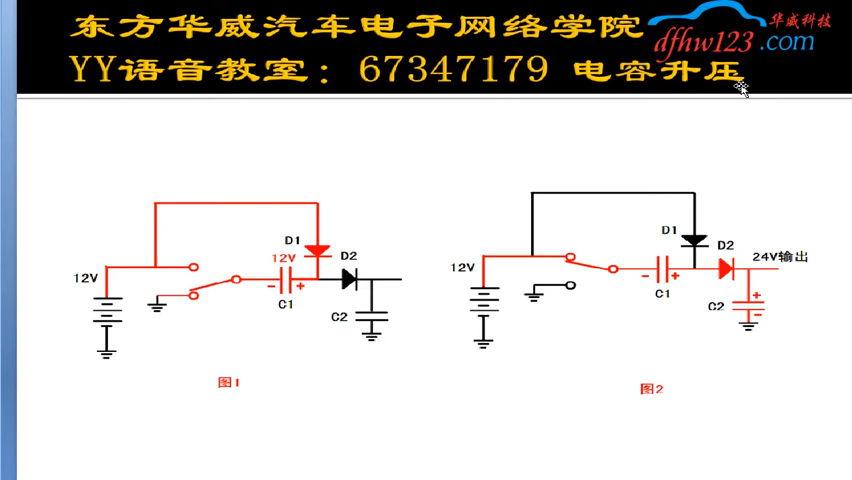 东方华威汽车电子网络学院
华威科技
dfhw123.com
YY语音教室：67347179 电容升压
D1
12V
12V
D2
C1
C2
图1
D1
D2
12V
24V输出
C1
C2
图2